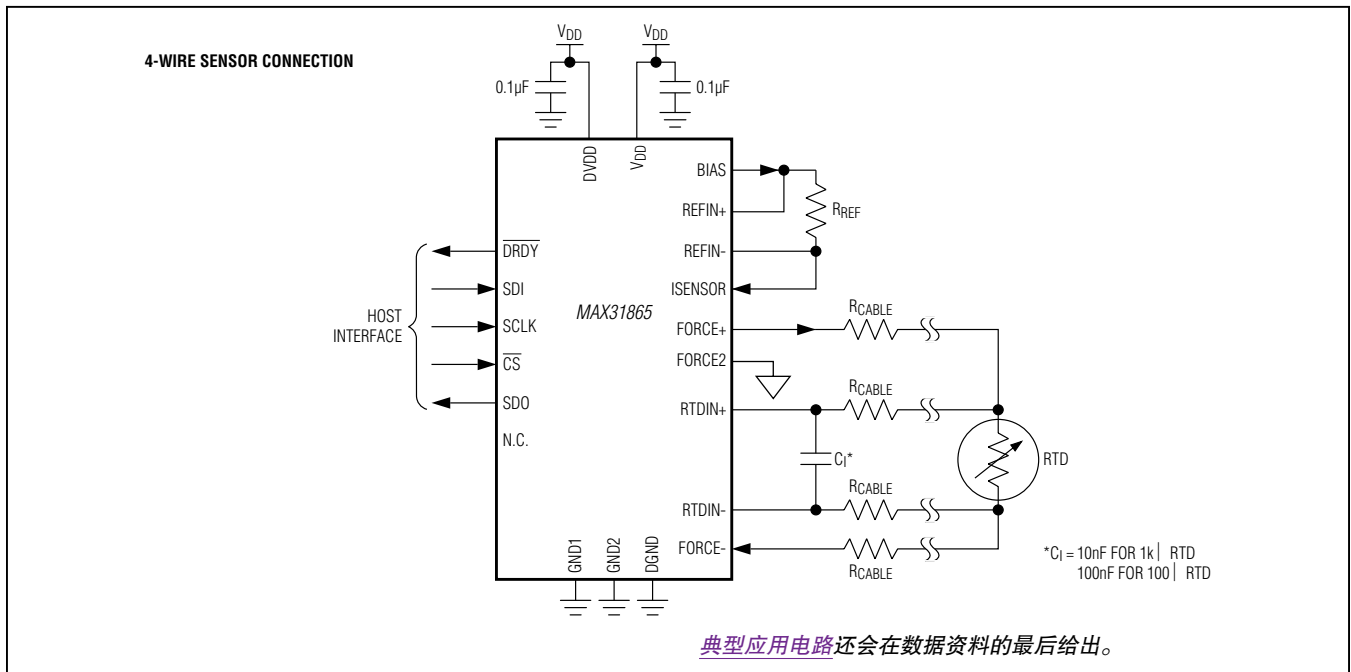 4-WIRE SENSOR CONNECTION
VDD
VDD
0.1µF
0.1µF
DVDD
VDD
BIAS
REFIN+
RREF
REFIN-
ISENSOR
DRDY
SDI
SCLK
CS
SDO
N.C.
HOST
INTERFACE
MAX31865
FORCE+
RCABLE
FORCE2
RTDIN+
RCABLE
CI*
RTD
RTDIN-
RCABLE
FORCE-
RCABLE
GND1
GND2
DGND
*CI = 10nF FOR 1k| RTD
100nF FOR 100| RTD
典型应用电路还会在数据资料的最后给出。